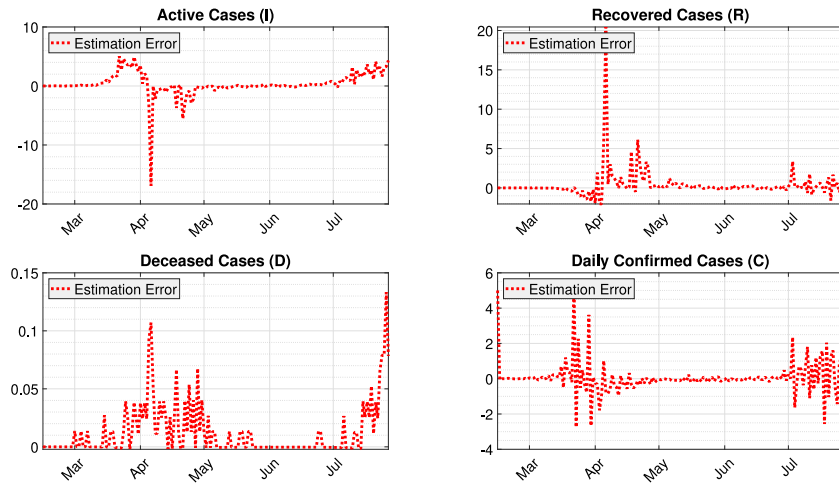 Active Cases (I)
10
0
-10
-20
Estimation Error
Mar
Apr
May
Jun
Jul
Recovered Cases (R)
20
15
10
5
0
Estimation Error
Mar
Apr
May
Jun
Jul
Deceased Cases (D)
0.15
0.1
0.05
0
Estimation Error
Mar
Apr
May
Jun
Jul
Daily Confirmed Cases (C)
6
4
2
0
-2
-4
Estimation Error
Mar
Apr
May
Jun
Jul